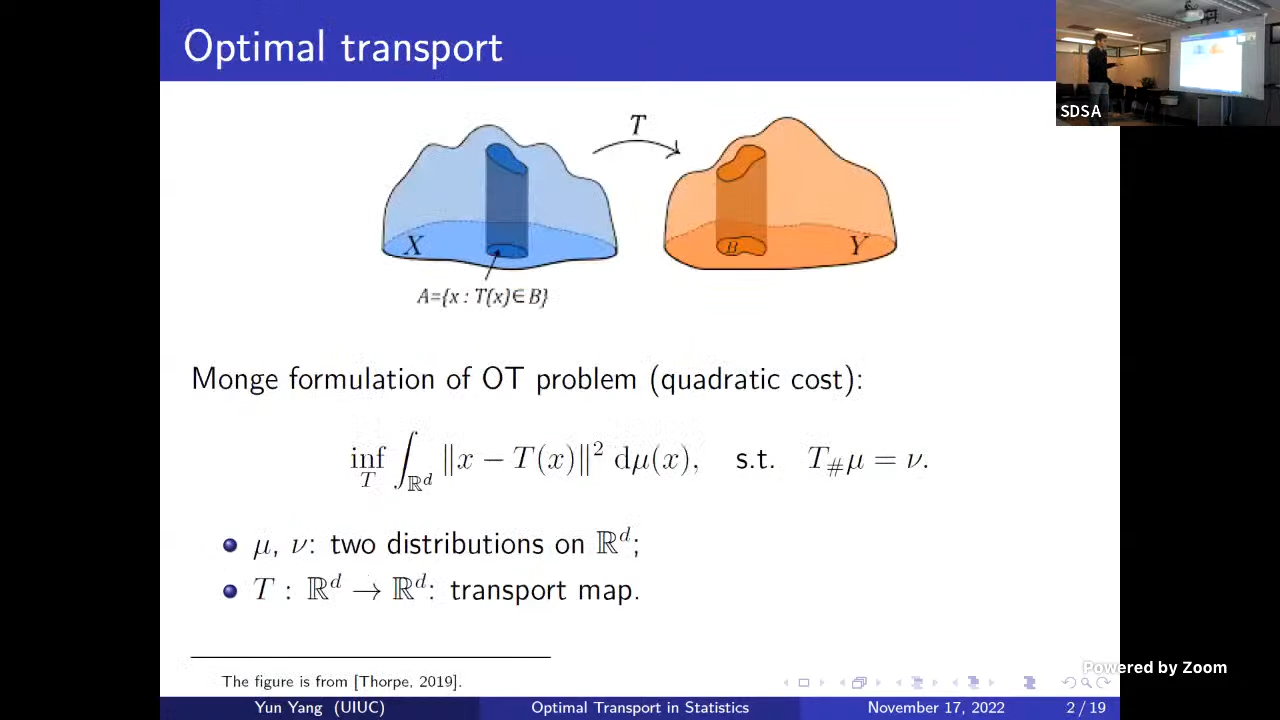 Optimal transport
SDSA
T
X
B
Y
A={x : T(x)∈B}
Monge formulation of OT problem (quadratic cost):
inf_T ∫_{ℝ^d} ‖x − T(x)‖² dμ(x), s.t. T_#μ = ν.
μ, ν: two distributions on ℝ^d;
T : ℝ^d → ℝ^d: transport map.
The figure is from [Thorpe, 2019].
Powered by Zoom
Yun Yang (UIUC) Optimal Transport in Statistics November 17, 2022 2 / 19